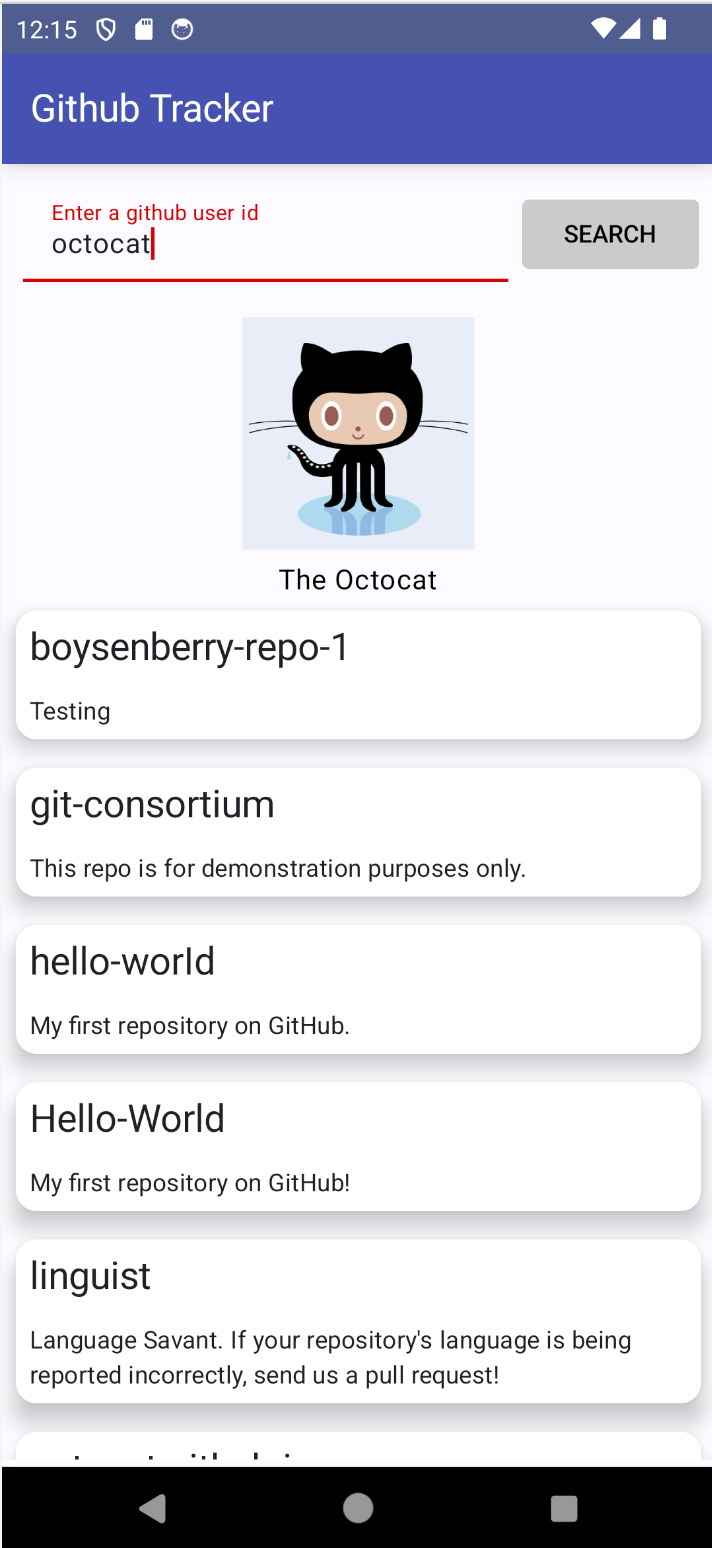 12:15
Github Tracker
Enter a github user id
octocat
SEARCH
The Octocat
boysenberry-repo-1
Testing
git-consortium
This repo is for demonstration purposes only.
hello-worId
My first repository on GitHub.
Hello-World
My first repository on GitHub!
linguist
Language Savant. If your repository's language is being
reported incorrectly, send us a pull request!